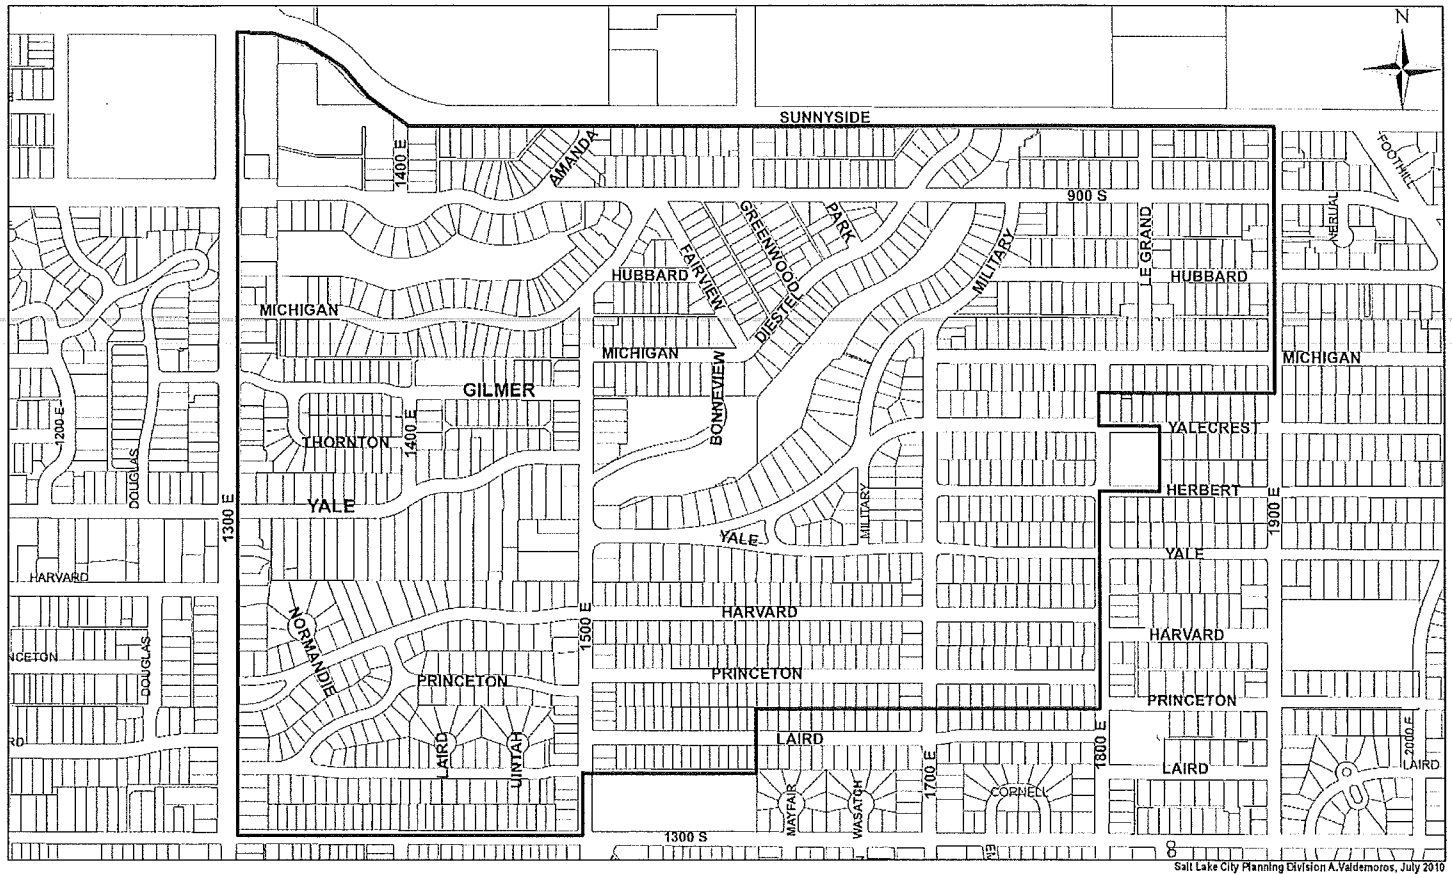 N
SUNNYSIDE
FOOTHILL
AMANDA
1400 E
900 S
GREENWOOD
PARK
LE GRAND
MILITARY
FAIRVIEW
HUBBARD
HUBBARD
DIESTEL
MICHIGAN
MICHIGAN
MICHIGAN
BONNEVIEW
GILMER
1200 E
THORNTON
1400 E
YALECREST
DOUGLAS
YALE
HERBERT
1300 E
MILITARY
1900 E
YALE
YALE
HARVARD
NORMANDIE
HARVARD
1500 E
HARVARD
NCETON
DOUGLAS
PRINCETON
PRINCETON
PRINCETON
RD
LAIRD
UINTAH
LAIRD
1700 E
1800 E
2000 E
LAIRD
LAIRD
MAYFAIR
WASATCH
CORNELL
1300 S
Salt Lake City Planning Division A.Valdemoros, July 2010